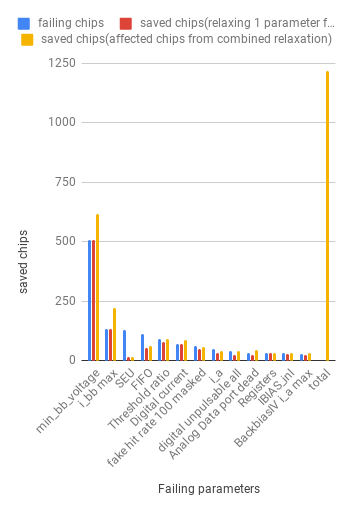 failing chips saved chips(relaxing 1 parameter f…
saved chips(affected chips from combined relaxation)
1250
1000
750
500
250
0
saved chips
min_bb_voltage
i_bb max
SEU
FIFO
Threshold ratio
Digital current
fake hit rate 100 masked
I_a
digital unpulsable all
Analog Data port dead
Registers
IBIAS_inl
BackbiasIV i_a max
total
Failing parameters